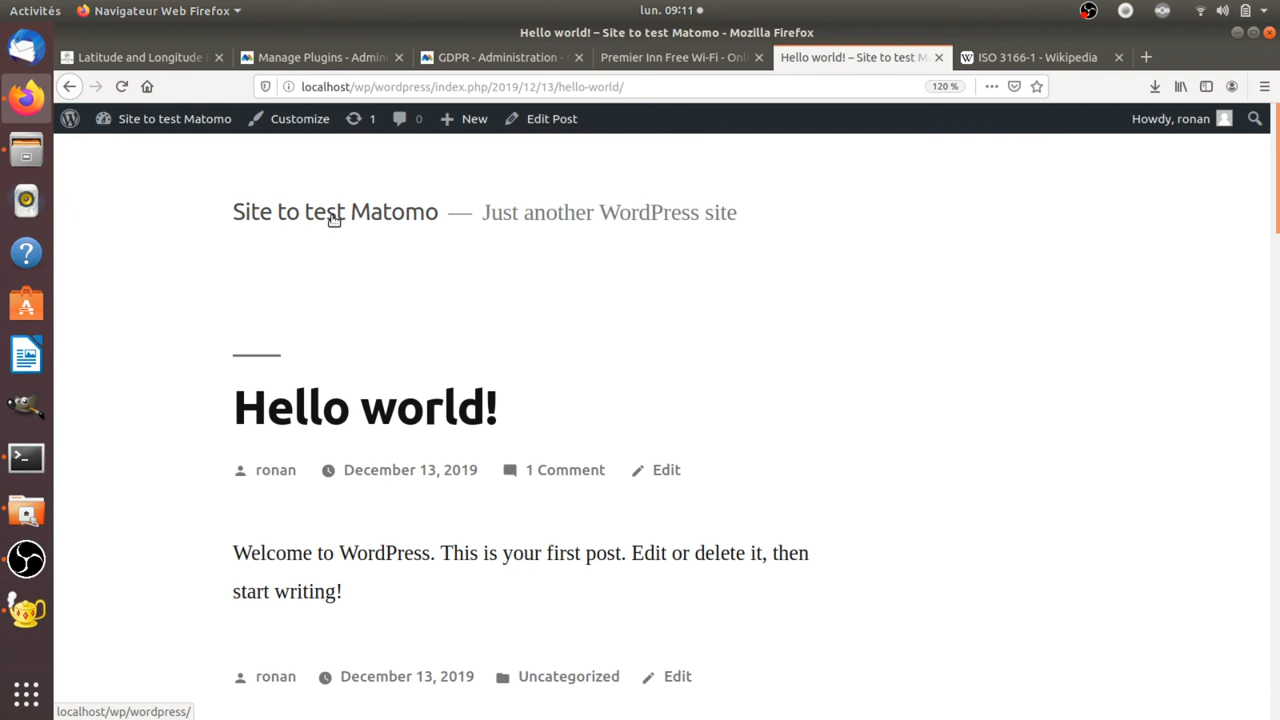 Activités
Navigateur Web Firefox
lun. 09:11
Hello world! – Site to test Matomo - Mozilla Firefox
Latitude and Longitude F
Manage Plugins - Admini
GDPR - Administration -
Premier Inn Free Wi-Fi - Onl
Hello world! – Site to test M
ISO 3166-1 - Wikipedia
localhost/wp/wordpress/index.php/2019/12/13/hello-world/
120 %
Site to test Matomo
Customize
1
0
New
Edit Post
Howdy, ronan
Site to test Matomo — Just another WordPress site
Hello world!
ronan December 13, 2019 1 Comment Edit
Welcome to WordPress. This is your first post. Edit or delete it, then
start writing!
ronan December 13, 2019 Uncategorized Edit
localhost/wp/wordpress/